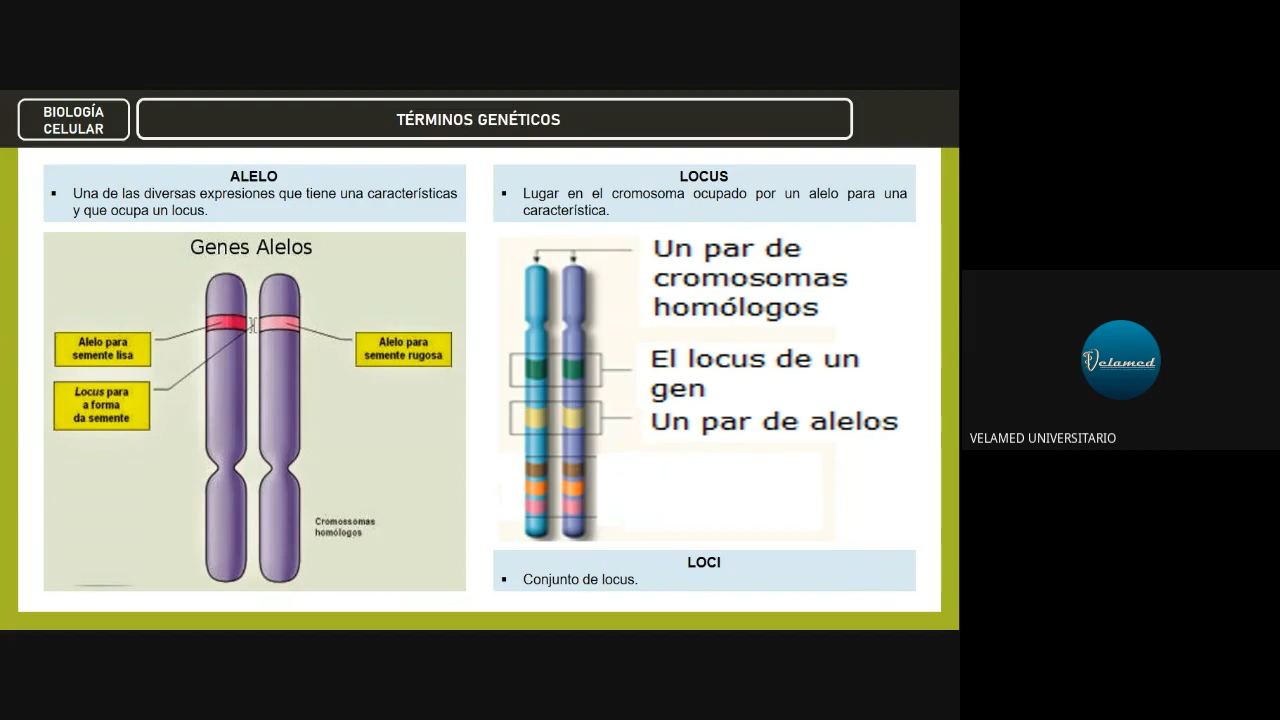 BIOLOGÍA
CELULAR
TÉRMINOS GENÉTICOS
ALELO
▪ Una de las diversas expresiones que tiene una características
y que ocupa un locus.
Genes Alelos
Alelo para
semente lisa
Alelo para
semente rugosa
Locus para
a forma
da semente
Cromossomas
homólogos
LOCUS
▪ Lugar en el cromosoma ocupado por un alelo para una
característica.
Un par de
cromosomas
homólogos
El locus de un
gen
Un par de alelos
LOCI
▪ Conjunto de locus.
Velamed
VELAMED UNIVERSITARIO